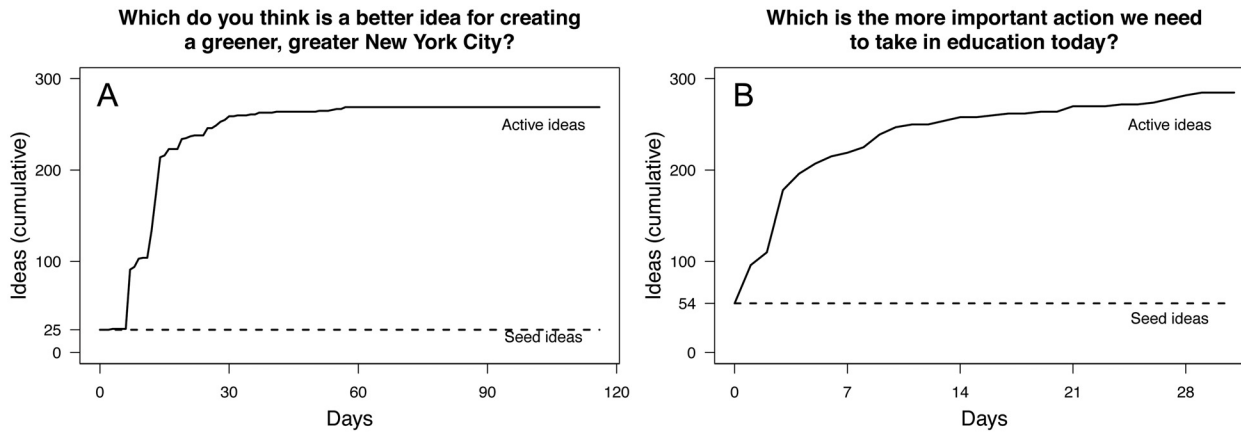 Which do you think is a better idea for creating
a greener, greater New York City?
A
Ideas (cumulative)
300
200
100
25
0
Active ideas
Seed ideas
0 30 60 90 120
Days
Which is the more important action we need
to take in education today?
B
Ideas (cumulative)
300
200
100
54
0
Active ideas
Seed ideas
0 7 14 21 28
Days